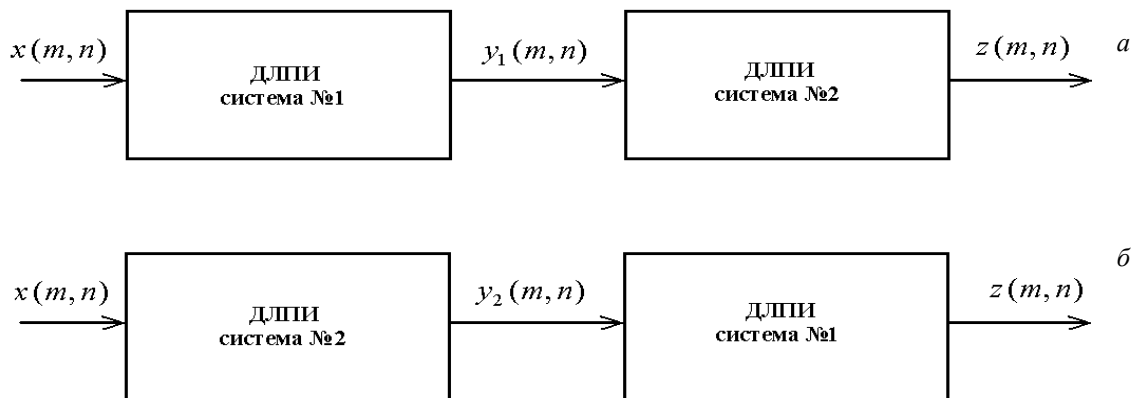 x(m,n)
ДЛПИ
система №1
y₁(m,n)
ДЛПИ
система №2
z(m,n)
а
x(m,n)
ДЛПИ
система №2
y₂(m,n)
ДЛПИ
система №1
z(m,n)
б